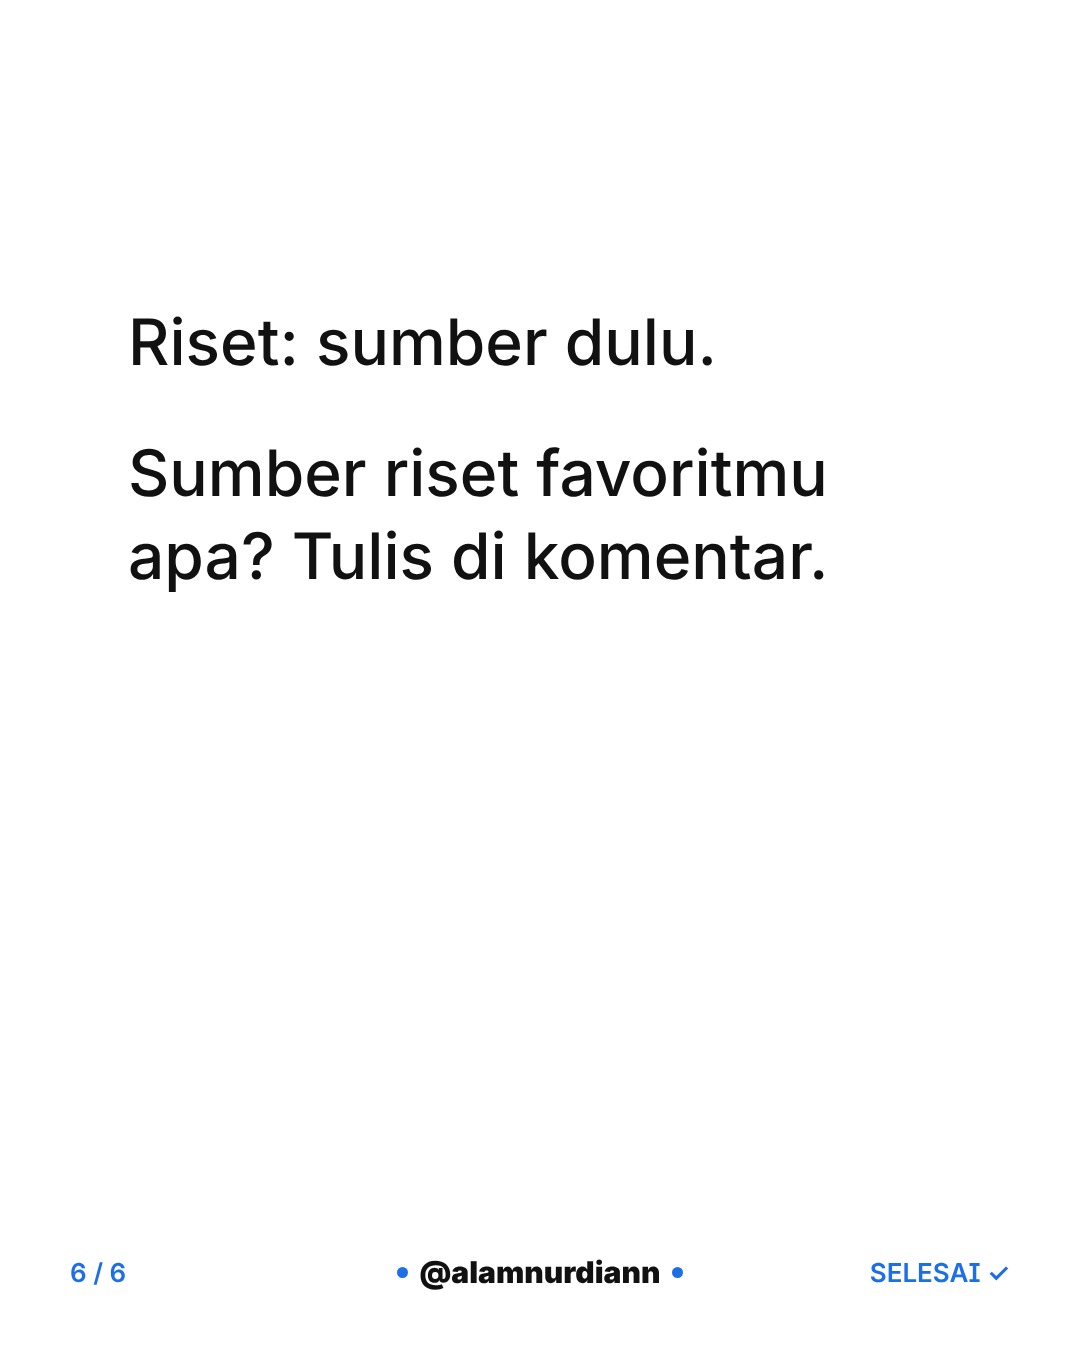 Riset: sumber dulu.
Sumber riset favoritmu
apa? Tulis di komentar.
6 / 6
• @alamnurdiann •
SELESAI ✓